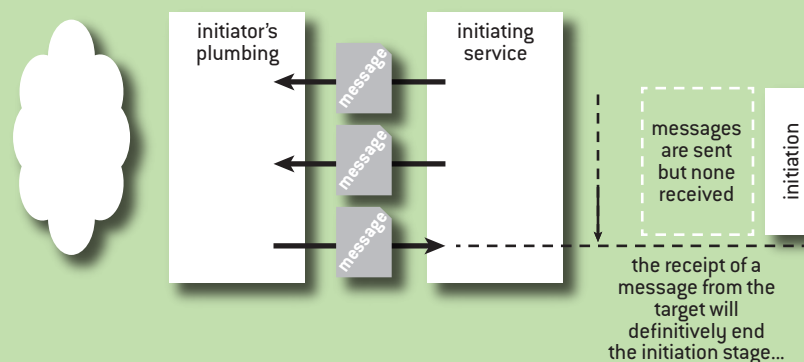 initiator’s
plumbing
initiating
service
message
message
message
messages
are sent
but none
received
initiation
the receipt of a
message from the
target will
definitively end
the initiation stage...